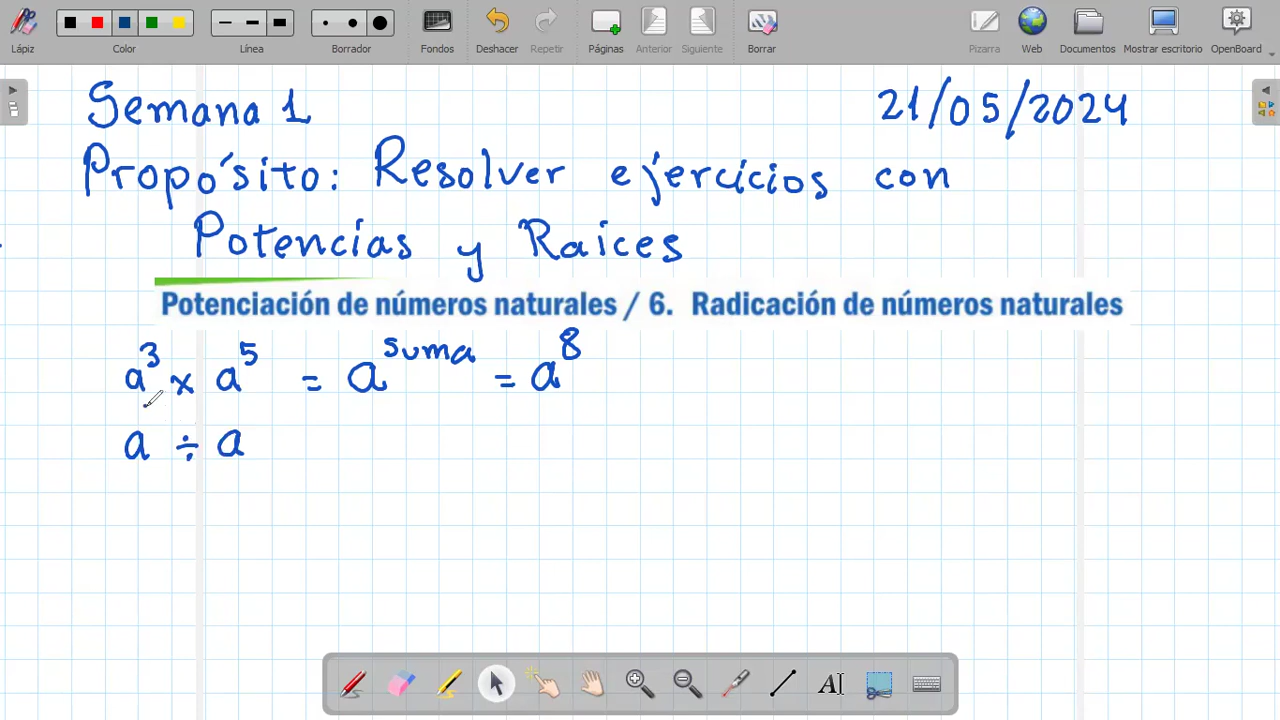 Lápiz Color Línea Borrador Fondos Deshacer Repetir Páginas Anterior Siguiente Borrar Pizarra Web Documentos Mostrar escritorio OpenBoard
Semana 1 21/05/2024
Propósito: Resolver ejercicios con
Potencias y Raices
Potenciación de números naturales / 6. Radicación de números naturales
a³ x a⁵ = a^suma = a⁸
a ÷ a